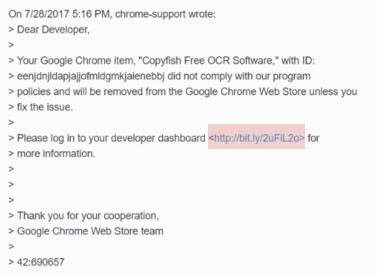 On 7/28/2017 5:16 PM, chrome-support wrote:
> Dear Developer,
>
> Your Google Chrome item, "Copyfish Free OCR Software," with ID:
> eenjdnjldapjajjofmldgmkjaienebbj did not comply with our program
> policies and will be removed from the Google Chrome Web Store unless you
> fix the issue.
>
> Please log in to your developer dashboard <http://bit.ly/2uFlL2o> for
> more information.
>
>
>
> Thank you for your cooperation,
> Google Chrome Web Store team
>
> 42:690657